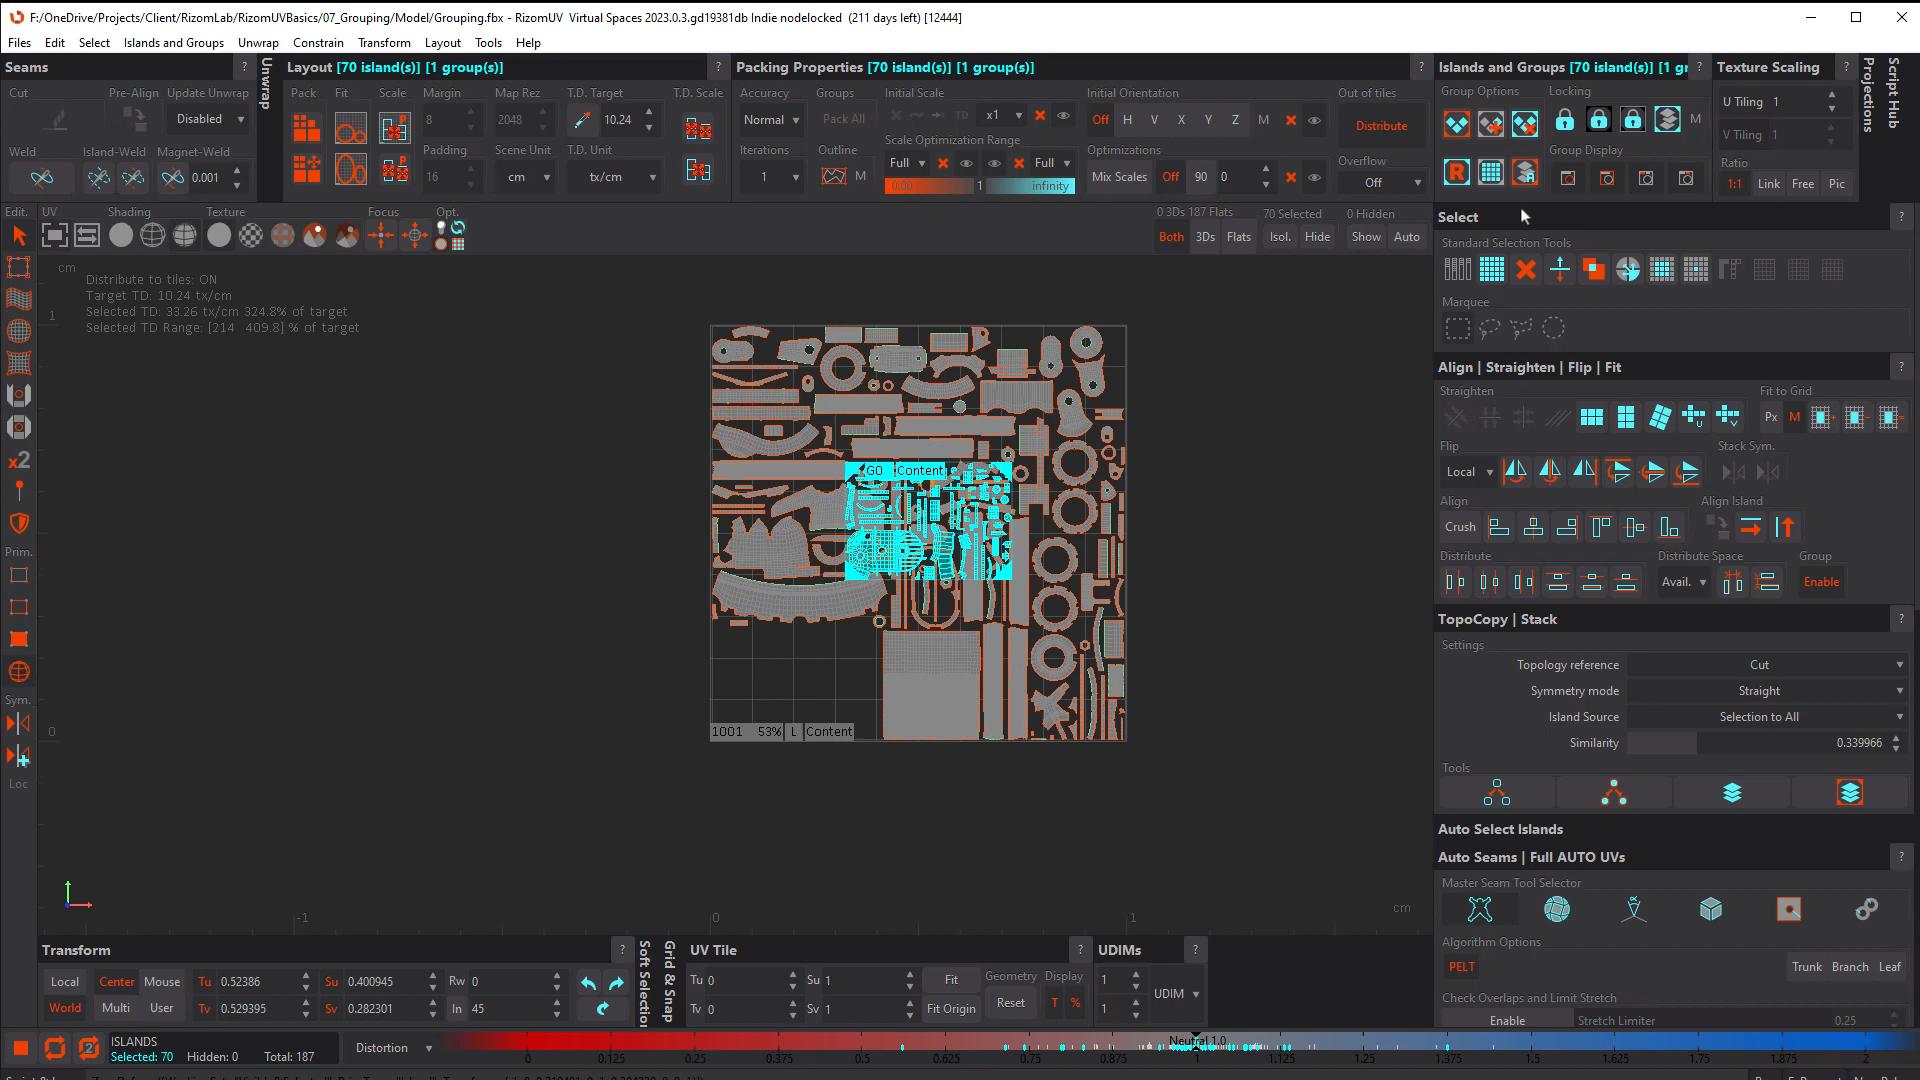 F:/OneDrive/Projects/Client/RizomLab/RizomUVBasics/07_Grouping/Model/Grouping.fbx - RizomUV  Virtual Spaces 2023.0.3.gd19381db Indie nodelocked  (211 days left) [12444]
Files Edit Select Islands and Groups Unwrap Constrain Transform Layout Tools Help
Seams ? Unwrap Layout [70 island(s)] [1 group(s)] ? Packing Properties [70 island(s)] [1 group(s)] ? Islands and Groups [70 island(s)] [1 gr ? Texture Scaling ? Projections Script Hub
Cut Pre-Align Update Unwrap Pack Fit Scale Margin Map Rez T.D. Target T.D. Scale Accuracy Groups Initial Scale Initial Orientation Out of tiles Group Options Locking
Disabled 8 2048 10.24 Normal Pack All TD x1 Off H V X Y Z M Distribute M U Tiling 1
V Tiling 1
Weld Island-Weld Magnet-Weld Padding Scene Unit T.D. Unit Iterations Outline Scale Optimization Range Optimizations Overflow Group Display Ratio
0.001 16 cm tx/cm 1 M Full Full Mix Scales Off 90 0 Off 1:1 Link Free Pic
0.00 1 infinity
Edit. UV Shading Texture Focus Opt. 0 3Ds 187 Flats 70 Selected 0 Hidden Select ?
Both 3Ds Flats Isol. Hide Show Auto
Standard Selection Tools
cm
Distribute to tiles: ON
Target TD: 10.24 tx/cm
Selected TD: 33.26 tx/cm 324.8% of target
Selected TD Range: [214  409.8] % of target
1
Marquee
Align | Straighten | Flip | Fit ?
Straighten Fit to Grid
Px M
Flip Stack Sym.
Local
x2
G0 Content
Align Align Island
Crush
Prim.
Distribute Distribute Space Group
Avail. Enable
TopoCopy | Stack ?
Settings
Topology reference Cut
Symmetry mode Straight
Sym.
Island Source Selection to All
0
1001 53% L Content
Similarity 0.339966
Tools
Loc
Auto Select Islands
Auto Seams | Full AUTO UVs ?
Master Seam Tool Selector
-1 0 1 cm
Algorithm Options
PELT Trunk Branch Leaf
Check Overlaps and Limit Stretch
Enable Stretch Limiter 0.25
Transform ? Soft Selection Grid & Snap UV Tile ? UDIMs ?
Local Center Mouse Tu 0.52386 Su 0.400945 Rw 0 Tu 0 Su 1 Fit Geometry Display 1
World Multi User Tv 0.529395 Sv 0.282301 In 45 Tv 0 Sv 1 Fit Origin Reset T % 1 UDIM
2 ISLANDS
Selected: 70 Hidden: 0 Total: 187 Distortion Neutral 1.0
0 0.125 0.25 0.375 0.5 0.625 0.75 0.875 1 1.125 1.25 1.375 1.5 1.625 1.75 1.875 2